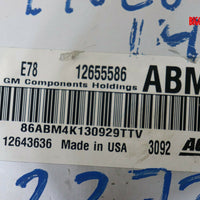 E78 12655586 ABM
GM Components Holdings
86ABM4K130929TTV
12643636 Made in USA 3092